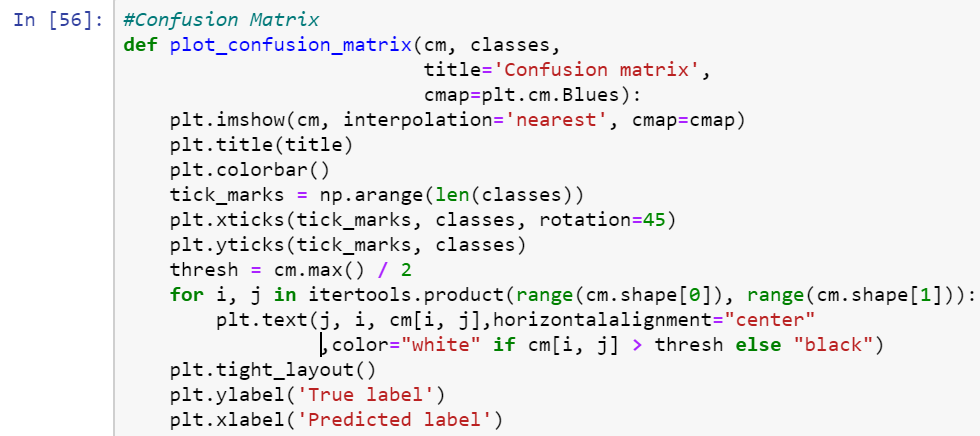 In [56]: #Confusion Matrix
def plot_confusion_matrix(cm, classes,
                          title='Confusion matrix',
                          cmap=plt.cm.Blues):
    plt.imshow(cm, interpolation='nearest', cmap=cmap)
    plt.title(title)
    plt.colorbar()
    tick_marks = np.arange(len(classes))
    plt.xticks(tick_marks, classes, rotation=45)
    plt.yticks(tick_marks, classes)
    thresh = cm.max() / 2
    for i, j in itertools.product(range(cm.shape[0]), range(cm.shape[1])):
        plt.text(j, i, cm[i, j],horizontalalignment="center"
                 ,color="white" if cm[i, j] > thresh else "black")
    plt.tight_layout()
    plt.ylabel('True label')
    plt.xlabel('Predicted label')